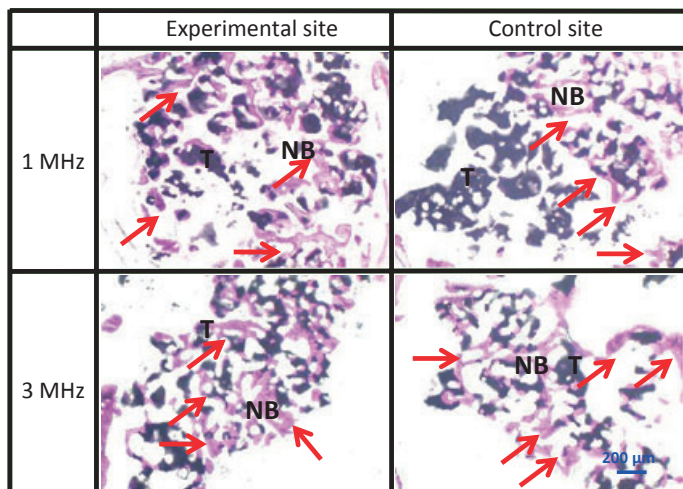 Experimental site
Control site
1 MHz
T
NB
NB
T
3 MHz
T
NB
NB
T
200 µm